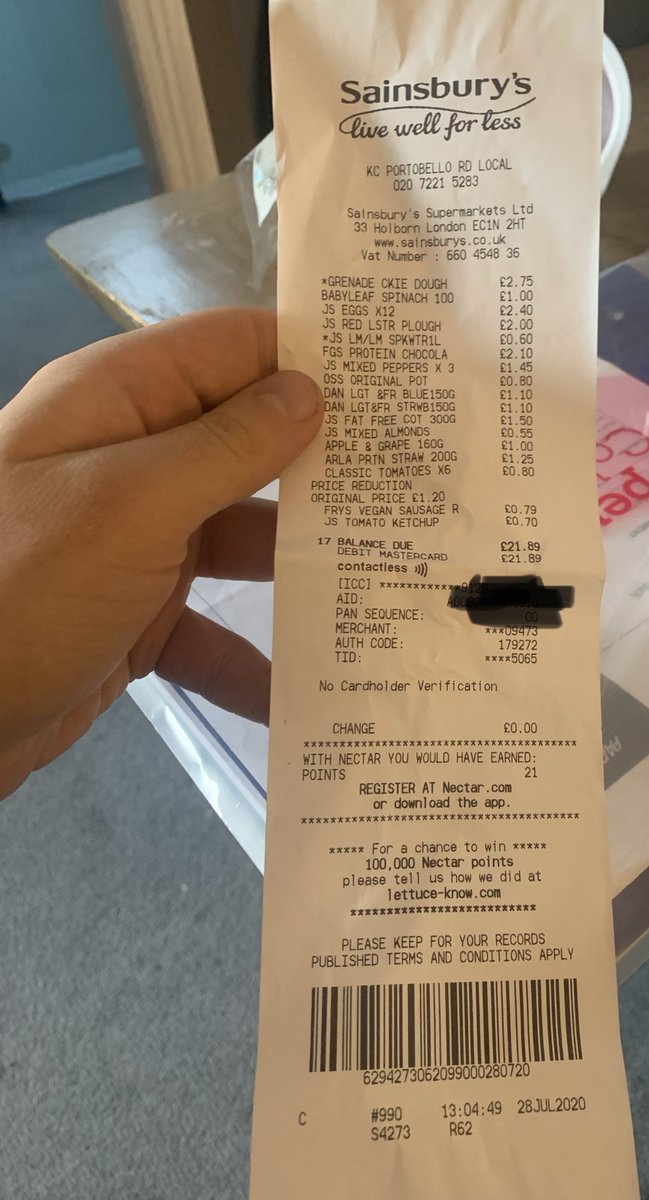 Sainsbury's
live well for less
KC PORTOBELLO RD LOCAL
020 7221 5283
Sainsbury's Supermarkets Ltd
33 Holborn London EC1N 2HT
www.sainsburys.co.uk
Vat Number : 660 4548 36
*GRENADE CKIE DOUGH £2.75
BABYLEAF SPINACH 100 £1.00
JS EGGS X12 £2.40
JS RED LSTR PLOUGH £2.00
*JS LM/LM SPKWTR1L £0.60
FGS PROTEIN CHOCOLA £2.10
JS MIXED PEPPERS X 3 £1.45
OSS ORIGINAL POT £0.80
DAN LGT &FR BLUE150G £1.10
DAN LGT&FR STRWB150G £1.10
JS FAT FREE COT 300G £1.50
JS MIXED ALMONDS £0.55
APPLE & GRAPE 160G £1.00
ARLA PRTN STRAW 200G £1.25
CLASSIC TOMATOES X6 £0.80
PRICE REDUCTION
ORIGINAL PRICE £1.20
FRYS VEGAN SAUSAGE R £0.79
JS TOMATO KETCHUP £0.70
17 BALANCE DUE £21.89
DEBIT MASTERCARD £21.89
contactless
[ICC] ************
AID:
PAN SEQUENCE: 00
MERCHANT: ***09473
AUTH CODE: 179272
TID: ****5065
No Cardholder Verification
CHANGE £0.00
****************************************
WITH NECTAR YOU WOULD HAVE EARNED:
POINTS 21
REGISTER AT Nectar.com
or download the app.
****************************************
***** For a chance to win *****
100,000 Nectar points
please tell us how we did at
lettuce-know.com
***************************
PLEASE KEEP FOR YOUR RECORDS
PUBLISHED TERMS AND CONDITIONS APPLY
6294273062099000280720
C #990 13:04:49 28JUL2020
S4273 R62